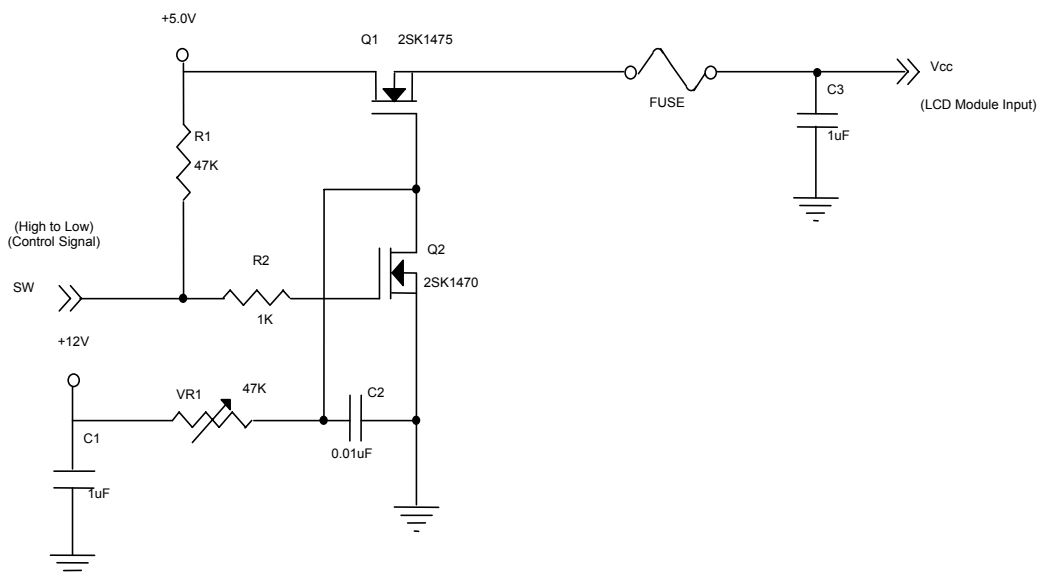 +5.0V
Q1 2SK1475
Vcc
FUSE
C3
(LCD Module Input)
1uF
R1
47K
(High to Low)
(Control Signal)
Q2
R2
2SK1470
SW
1K
+12V
VR1
47K
C2
C1
0.01uF
1uF